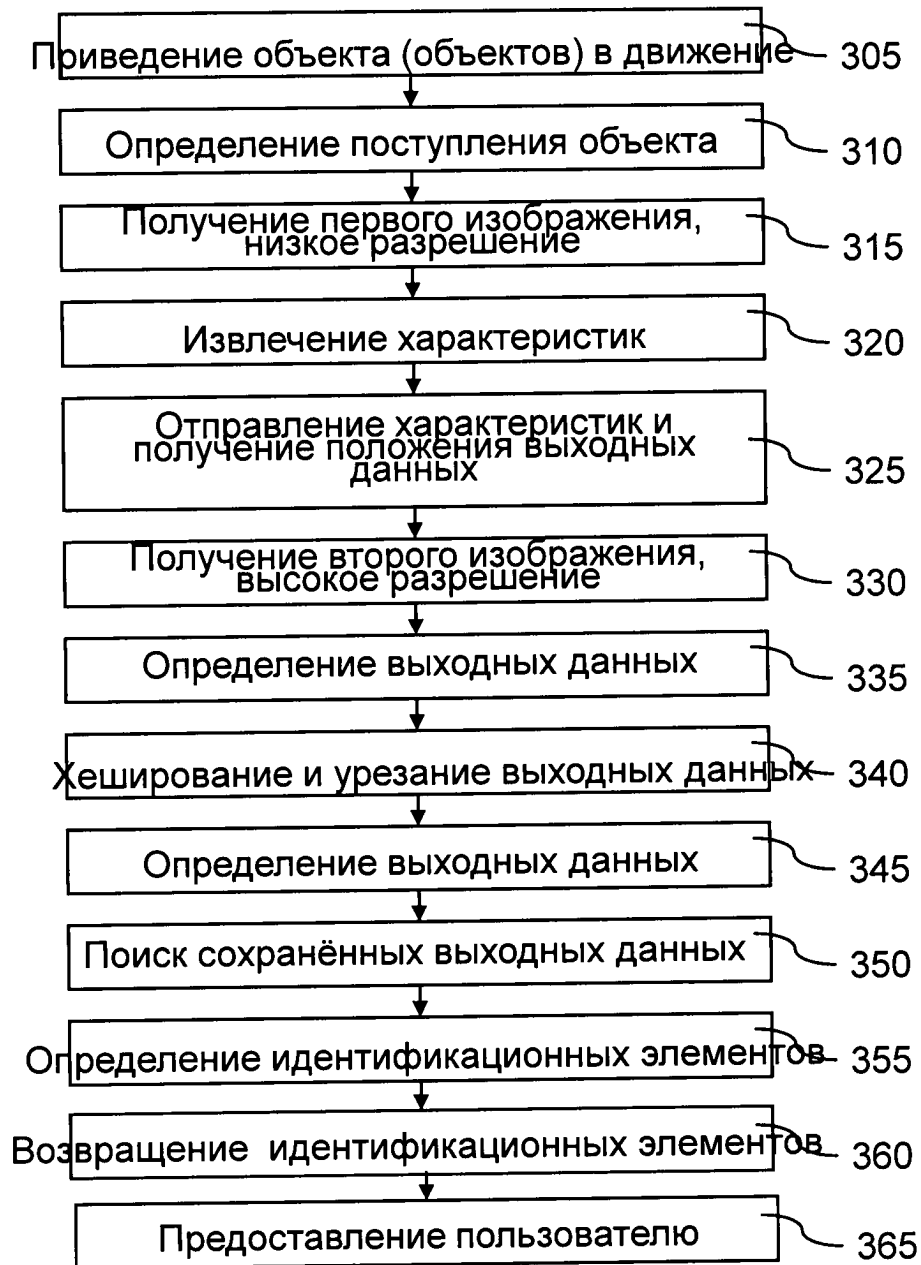 Приведение объекта (объектов) в движение 305
Определение поступления объекта 310
Получение первого изображения,
низкое разрешение 315
Извлечение характеристик 320
Отправление характеристик и
получение положения выходных
данных 325
Получение второго изображения,
высокое разрешение 330
Определение выходных данных 335
Хеширование и урезание выходных данных 340
Определение выходных данных 345
Поиск сохранённых выходных данных 350
Определение идентификационных элементов 355
Возвращение идентификационных элементов 360
Предоставление пользователю 365